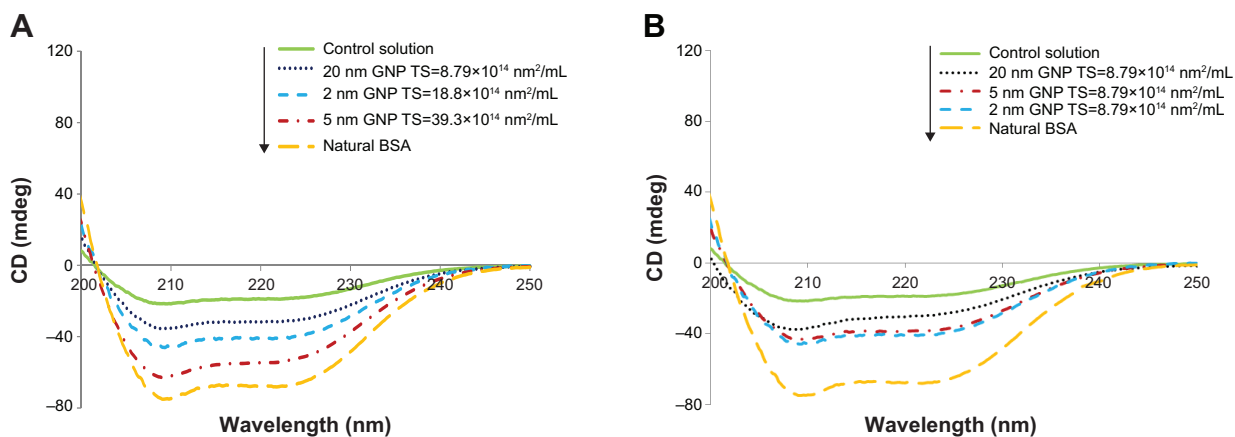 A
120
80
40
0
–40
–80
CD (mdeg)
200 210 220 230 240 250
Wavelength (nm)
Control solution
20 nm GNP TS=8.79×10¹⁴ nm²/mL
2 nm GNP TS=18.8×10¹⁴ nm²/mL
5 nm GNP TS=39.3×10¹⁴ nm²/mL
Natural BSA
B
120
80
40
0
–40
–80
CD (mdeg)
200 210 220 230 240 250
Wavelength (nm)
Control solution
20 nm GNP TS=8.79×10¹⁴ nm²/mL
5 nm GNP TS=8.79×10¹⁴ nm²/mL
2 nm GNP TS=8.79×10¹⁴ nm²/mL
Natural BSA